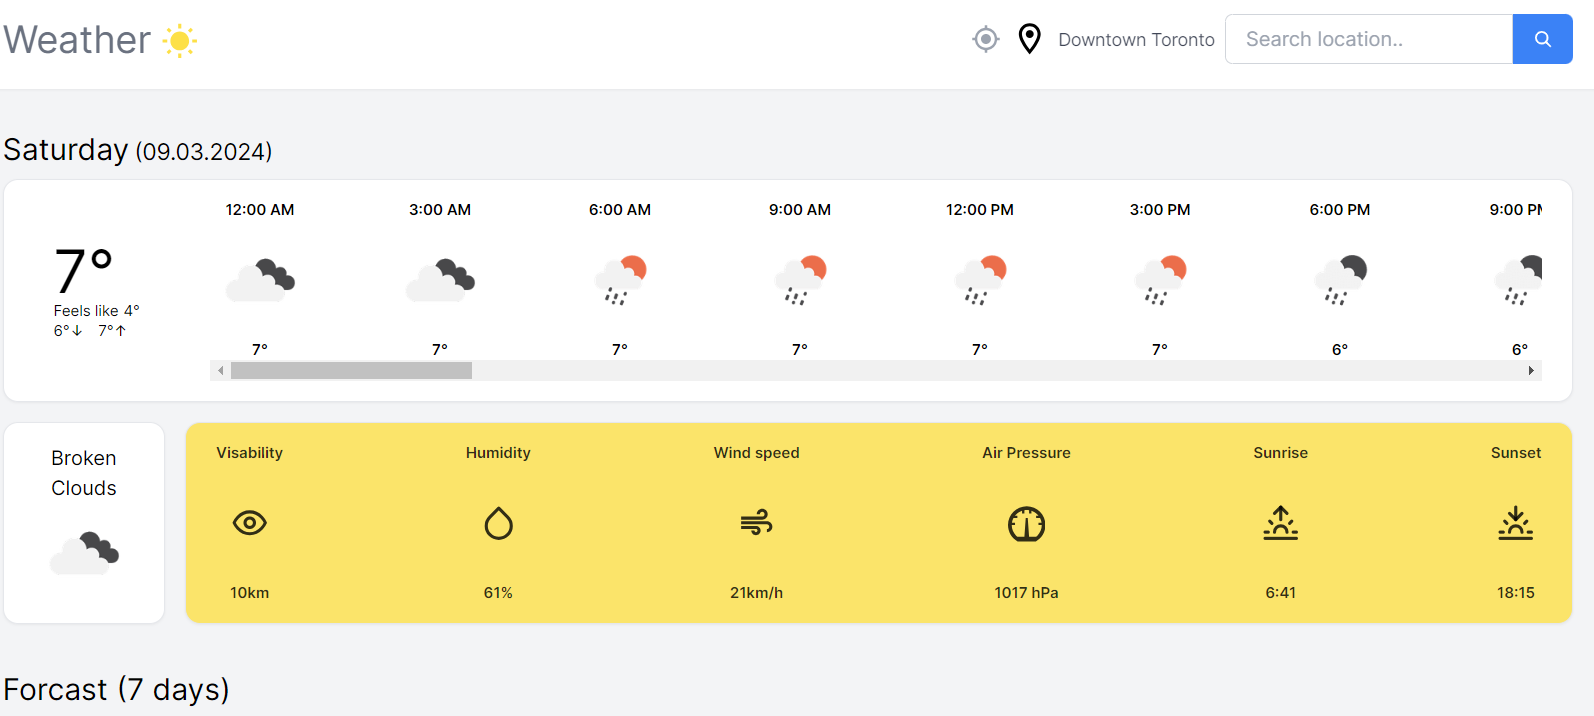 Weather
Downtown Toronto
Search location..
Saturday (09.03.2024)
12:00 AM 3:00 AM 6:00 AM 9:00 AM 12:00 PM 3:00 PM 6:00 PM 9:00 PM
7°
Feels like 4°
6°↓ 7°↑
7° 7° 7° 7° 7° 7° 6° 6°
Broken
Clouds
Visability Humidity Wind speed Air Pressure Sunrise Sunset
10km 61% 21km/h 1017 hPa 6:41 18:15
Forcast (7 days)